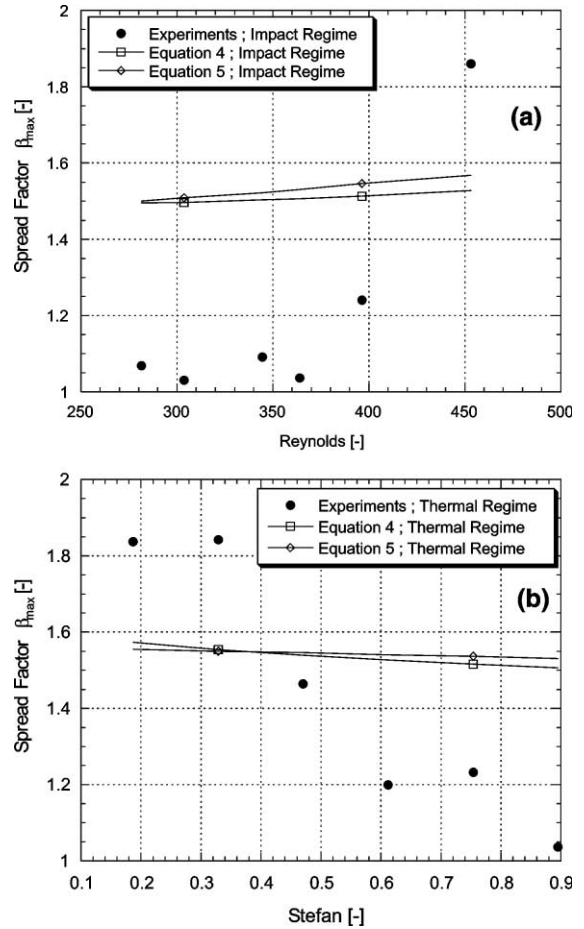 Experiments ; Impact Regime
Equation 4 ; Impact Regime
Equation 5 ; Impact Regime
(a)
Spread Factor βmax [-]
2
1.8
1.6
1.4
1.2
1
250
300
350
400
450
500
Reynolds [-]
Experiments ; Thermal Regime
Equation 4 ; Thermal Regime
Equation 5 ; Thermal Regime
(b)
Spread Factor βmax [-]
2
1.8
1.6
1.4
1.2
1
0.1
0.2
0.3
0.4
0.5
0.6
0.7
0.8
0.9
Stefan [-]